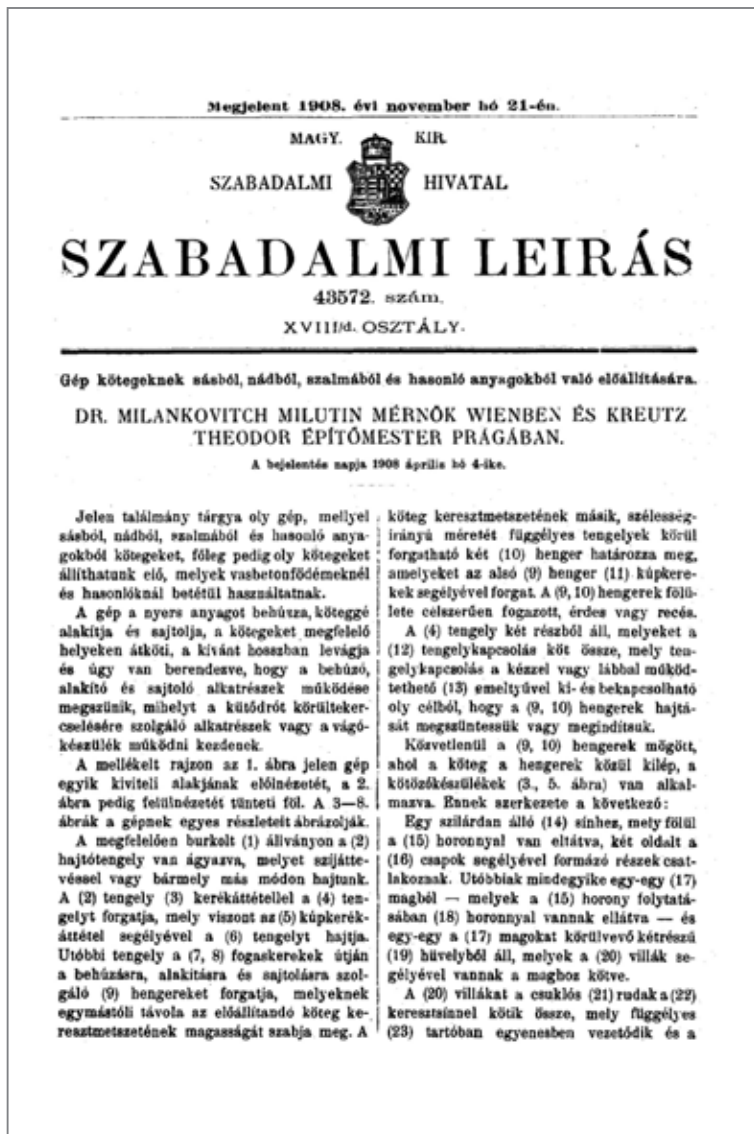 Megjelent 1908. évi november hó 21-én.
MAGY. KIR.
SZABADALMI HIVATAL
SZABADALMI LEIRÁS
43572. szám.
XVIII/d. OSZTÁLY.
Gép kötegeknek sásból, nádból, szalmából és hasonló anyagokból való előállítására.
DR. MILANKOVITCH MILUTIN MÉRNÖK WIENBEN ÉS KREUTZ
THEODOR ÉPÍTŐMESTER PRÁGÁBAN.
A bejelentés napja 1908 április hó 4-ike.
Jelen találmány tárgya oly gép, mellyel
sásból, nádból, szalmából és hasonló anya-
gokból kötegeket, főleg pedig oly kötegeket
állíthatunk elő, melyek vasbetonfödémeknél
és hasonlóknál betétül használtatnak.
A gép a nyers anyagot behúzza, köteggé
alakítja és sajtolja, a kötegeket megfelelő
helyeken átköti, a kívánt hosszban levágja
és úgy van berendezve, hogy a behúzó,
alakító és sajtoló alkatrészek működése
megszünik, mihelyt a kötődrót körülteker-
cselésére szolgáló alkatrészek vagy a vágó-
készülék működni kezdenek.
A mellékelt rajzon az 1. ábra jelen gép
egyik kiviteli alakjának előlnézetét, a 2.
ábra pedig felülnézetét tünteti föl. A 3—8.
ábrák a gépnek egyes részleteit ábrázolják.
A megfelelően burkolt (1) állványon a (2)
hajtótengely van ágyazva, melyet szíjátte-
véssel vagy bármely más módon hajtunk.
A (2) tengely (3) kerékáttétellel a (4) ten-
gelyt forgatja, mely viszont az (5) kúpkerék-
áttétel segélyével a (6) tengelyt hajtja.
Utóbbi tengely a (7, 8) fogaskerekek útján
a behúzásra, alakításra és sajtolásra szol-
gáló (9) hengereket forgatja, melyeknek
egymástóli távola az előállítandó köteg ke-
resztmetszetének magasságát szabja meg. A
köteg keresztmetszetének másik, szélesség-
irányú méretét függélyes tengelyek körül
forgatható két (10) henger határozza meg,
amelyeket az alsó (9) henger (11) kúpkere-
kek segélyével forgat. A (9, 10) hengerek fölü-
lete célszerűen fogazott, érdes vagy recés.
A (4) tengely két részből áll, melyeket a
(12) tengelykapcsolás köt össze, mely ten-
gelykapcsolás a kézzel vagy lábbal működ-
tethető (13) emeltyűvel ki- és bekapcsolható
oly célból, hogy a (9, 10) hengerek hajtá-
sát megszüntessük vagy megindítsuk.
Közvetlenül a (9, 10) hengerek mögött,
ahol a köteg a hengerek közül kilép, a
kötözőkészülék (3., 5. ábra) van alkal-
mazva. Ennek szerkezete a következő:
Egy szilárdan álló (14) sínhez, mely fölül
a (15) horonnyal van ellátva, két oldalt a
(16) csapok segélyével formázó részek csat-
lakoznak. Utóbbiak mindegyike egy-egy (17)
magból — melyek a (15) horony folytatá-
sában (18) horonnyal vannak ellátva — és
egy-egy a (17) magokat körülvevő kétrészű
(19) hüvelyből áll, melyek a (20) villák se-
gélyével vannak a maghoz kötve.
A (20) villákat a csuklós (21) rudak a (22)
keresztsínnel kötik össze, mely függélyes
(23) tartóban egyenesben vezetődik és a